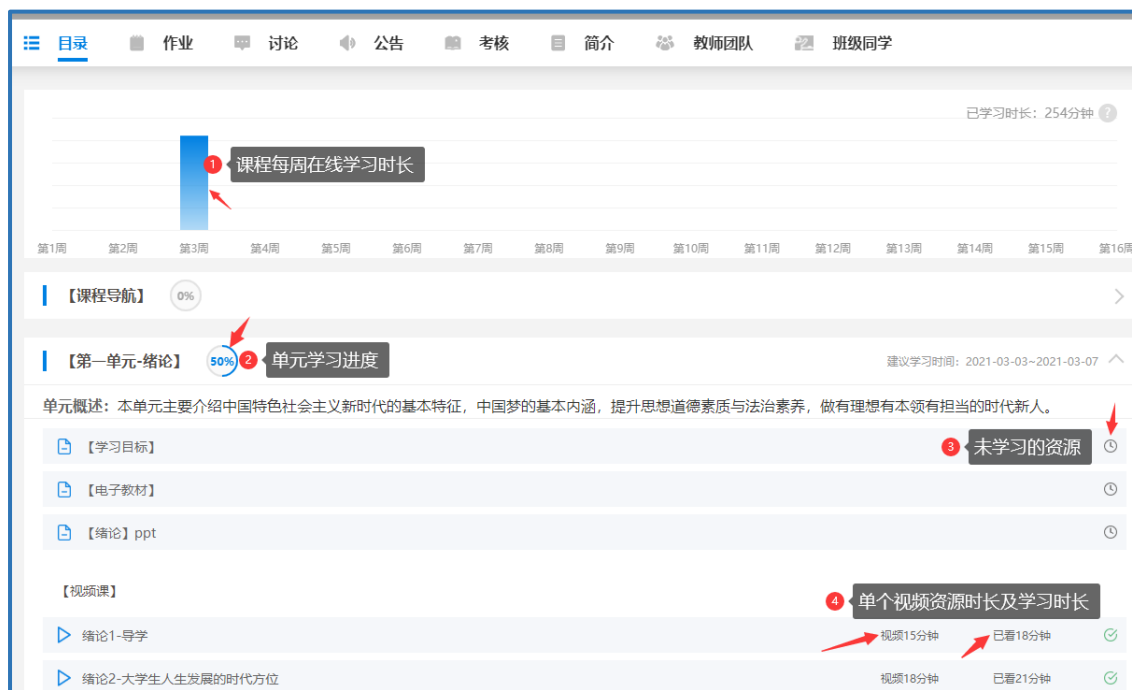 目录 作业 讨论 公告 考核 简介 教师团队 班级同学
已学习时长：254分钟 ?
1 课程每周在线学习时长
第1周 第2周 第3周 第4周 第5周 第6周 第7周 第8周 第9周 第10周 第11周 第12周 第13周 第14周 第15周 第16周
【课程导航】 0%
【第一单元-绪论】 50% 2 单元学习进度 建议学习时间：2021-03-03~2021-03-07
单元概述：本单元主要介绍中国特色社会主义新时代的基本特征，中国梦的基本内涵，提升思想道德素质与法治素养，做有理想有本领有担当的时代新人。
【学习目标】 3 未学习的资源
【电子教材】
【绪论】ppt
【视频课】
4 单个视频资源时长及学习时长
绪论1-导学 视频15分钟 已看18分钟
绪论2-大学生人生发展的时代方位 视频18分钟 已看21分钟